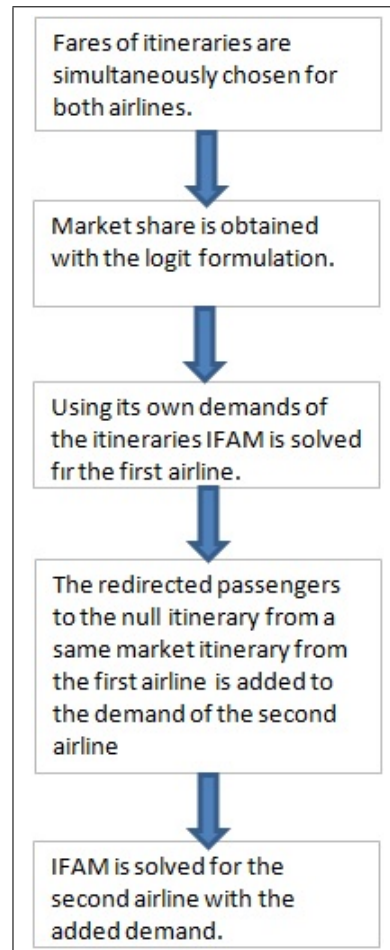 Fares of itineraries are
simultaneously chosen for
both airlines.
Market share is obtained
with the logit formulation.
Using its own demands of
the itineraries IFAM is solved
fır the first airline.
The redirected passengers
to the null itinerary from a
same market itinerary from
the first airline is added to
the demand of the second
airline
IFAM is solved for the
second airline with the
added demand.